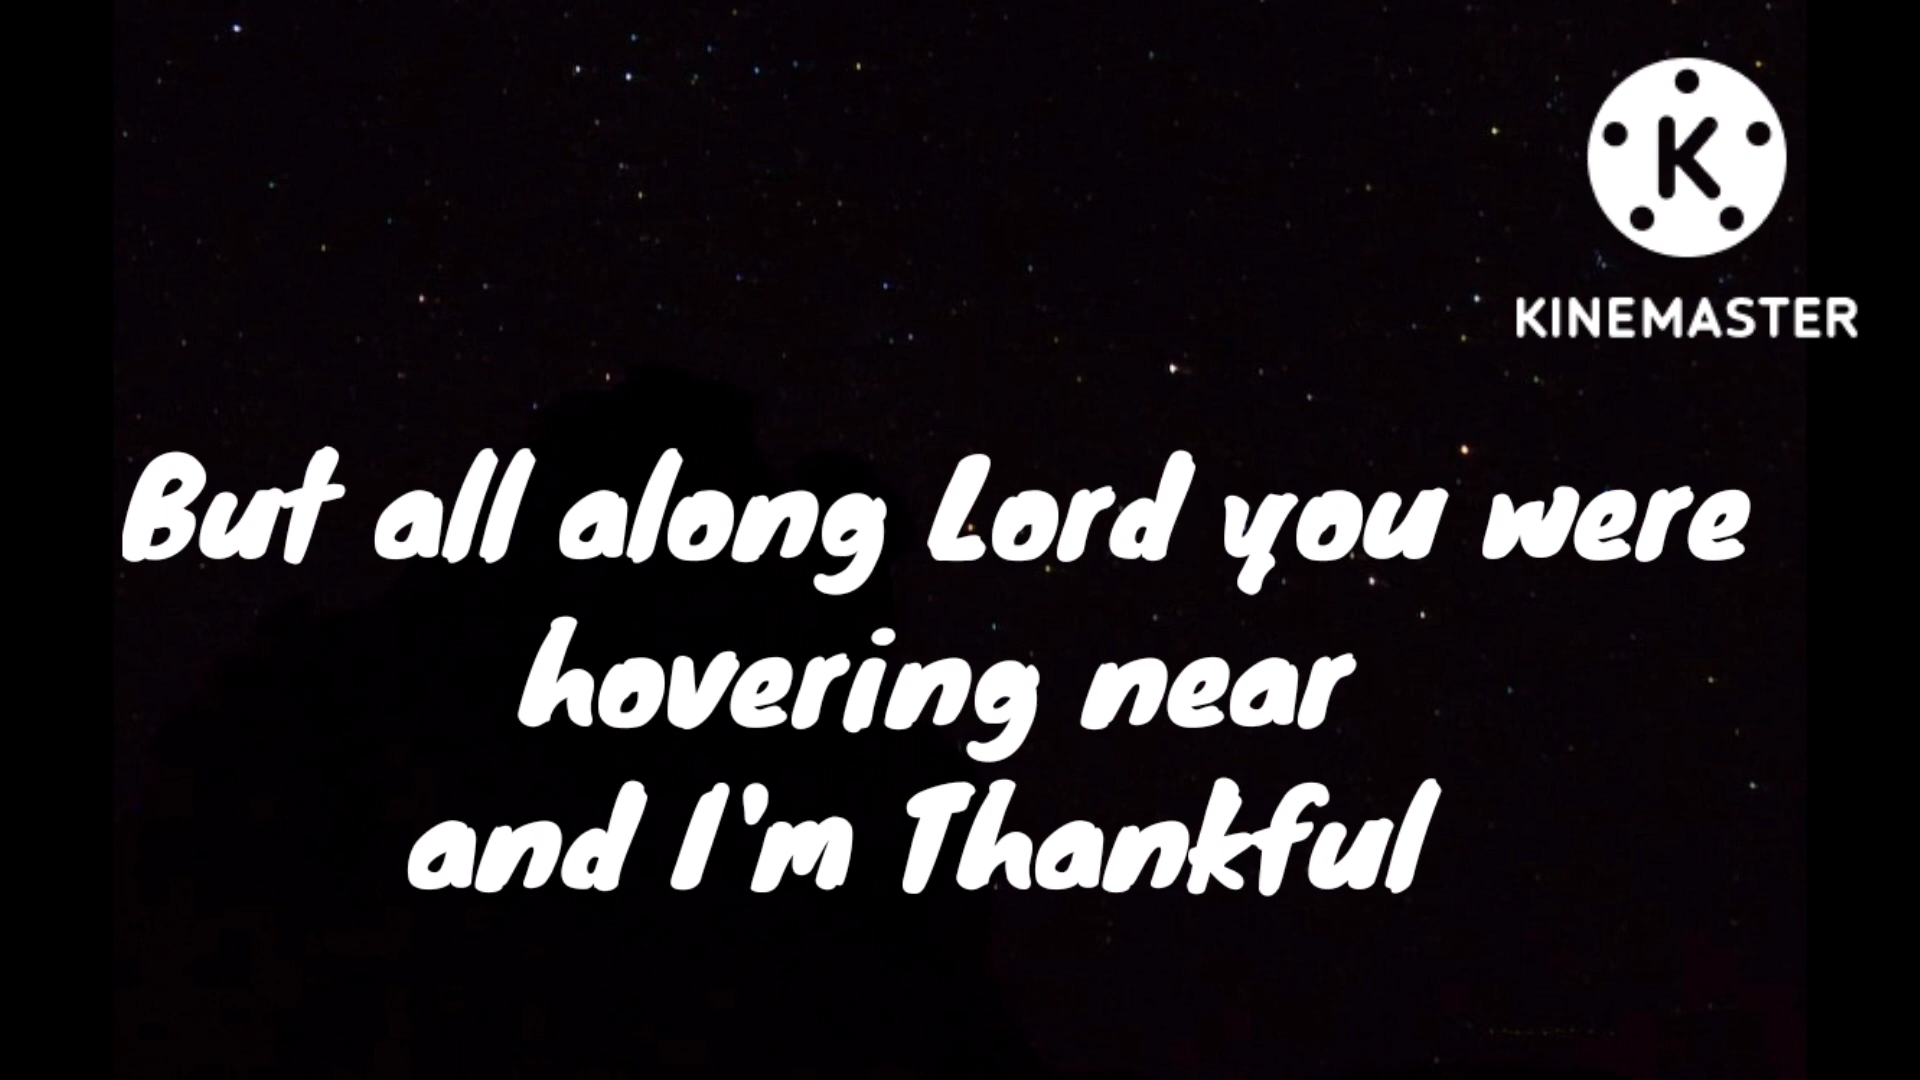 K
KINEMASTER
But all along Lord you were
hovering near
and I'm Thankful